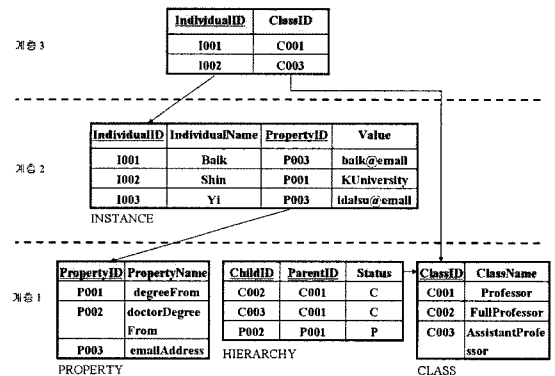 IndividualID ClassID
I001 C001
I002 C003
계층 3
IndividualID IndividualName PropertyID Value
I001 Baik P003 baik@email
I002 Shin P001 KUniversity
I003 Yi P003 idalsu@email
INSTANCE
계층 2
PropertyID PropertyName
P001 degreeFrom
P002 doctorDegree
From
P003 emailAddress
PROPERTY
계층 1
ChildID ParentID Status
C002 C001 C
C003 C001 C
P002 P001 P
HIERARCHY
ClassID ClassName
C001 Professor
C002 FullProfessor
C003 AssistantProfe
ssor
CLASS